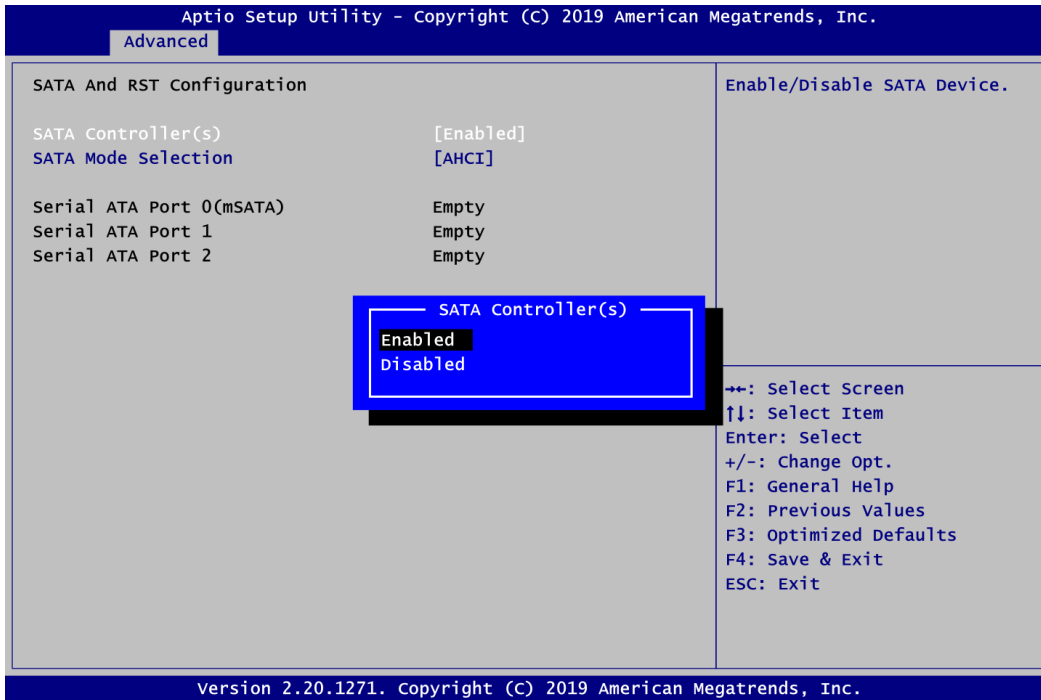 Aptio Setup Utility - Copyright (C) 2019 American Megatrends, Inc.
Advanced
SATA And RST Configuration
SATA Controller(s) [Enabled]
SATA Mode Selection [AHCI]
Serial ATA Port 0(mSATA) Empty
Serial ATA Port 1 Empty
Serial ATA Port 2 Empty
SATA Controller(s)
Enabled
Disabled
Enable/Disable SATA Device.
→←: Select Screen
↑↓: Select Item
Enter: Select
+/-: Change Opt.
F1: General Help
F2: Previous Values
F3: Optimized Defaults
F4: Save & Exit
ESC: Exit
Version 2.20.1271. Copyright (C) 2019 American Megatrends, Inc.